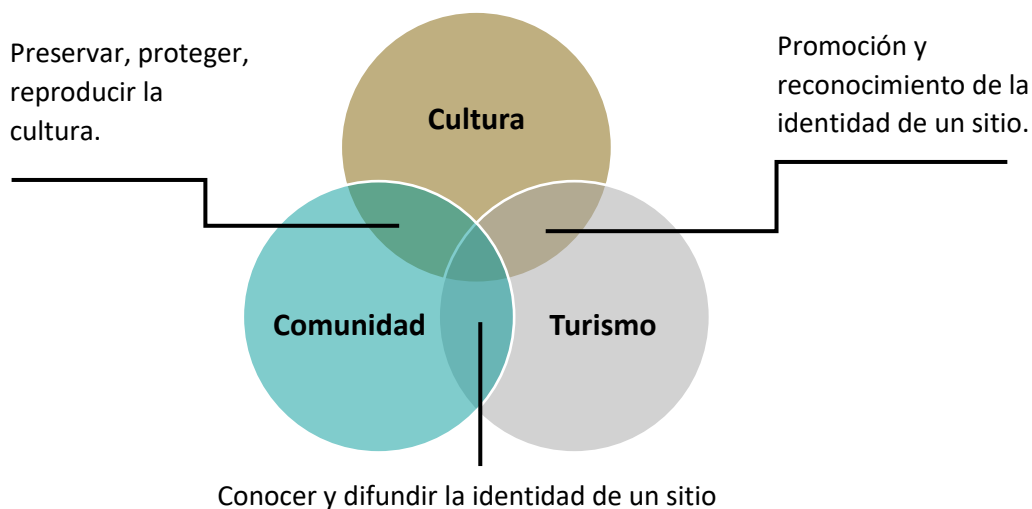 Preservar, proteger,
reproducir la
cultura.
Promoción y
reconocimiento de la
identidad de un sitio.
Cultura
Comunidad
Turismo
Conocer y difundir la identidad de un sitio